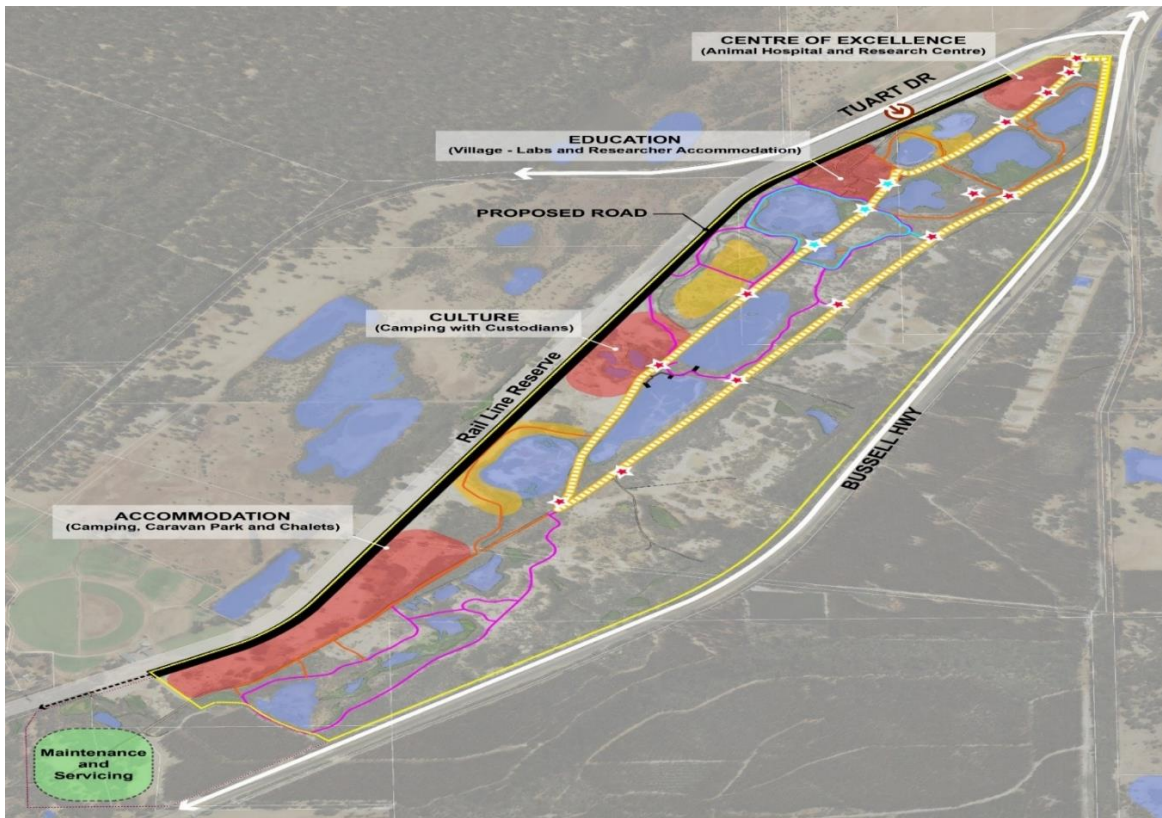 CENTRE OF EXCELLENCE
(Animal Hospital and Research Centre)
TUART DR
EDUCATION
(Village - Labs and Researcher Accommodation)
PROPOSED ROAD
CULTURE
(Camping with Custodians)
Rail Line Reserve
BUSSELL HWY
ACCOMMODATION
(Camping, Caravan Park and Chalets)
Maintenance
and
Servicing